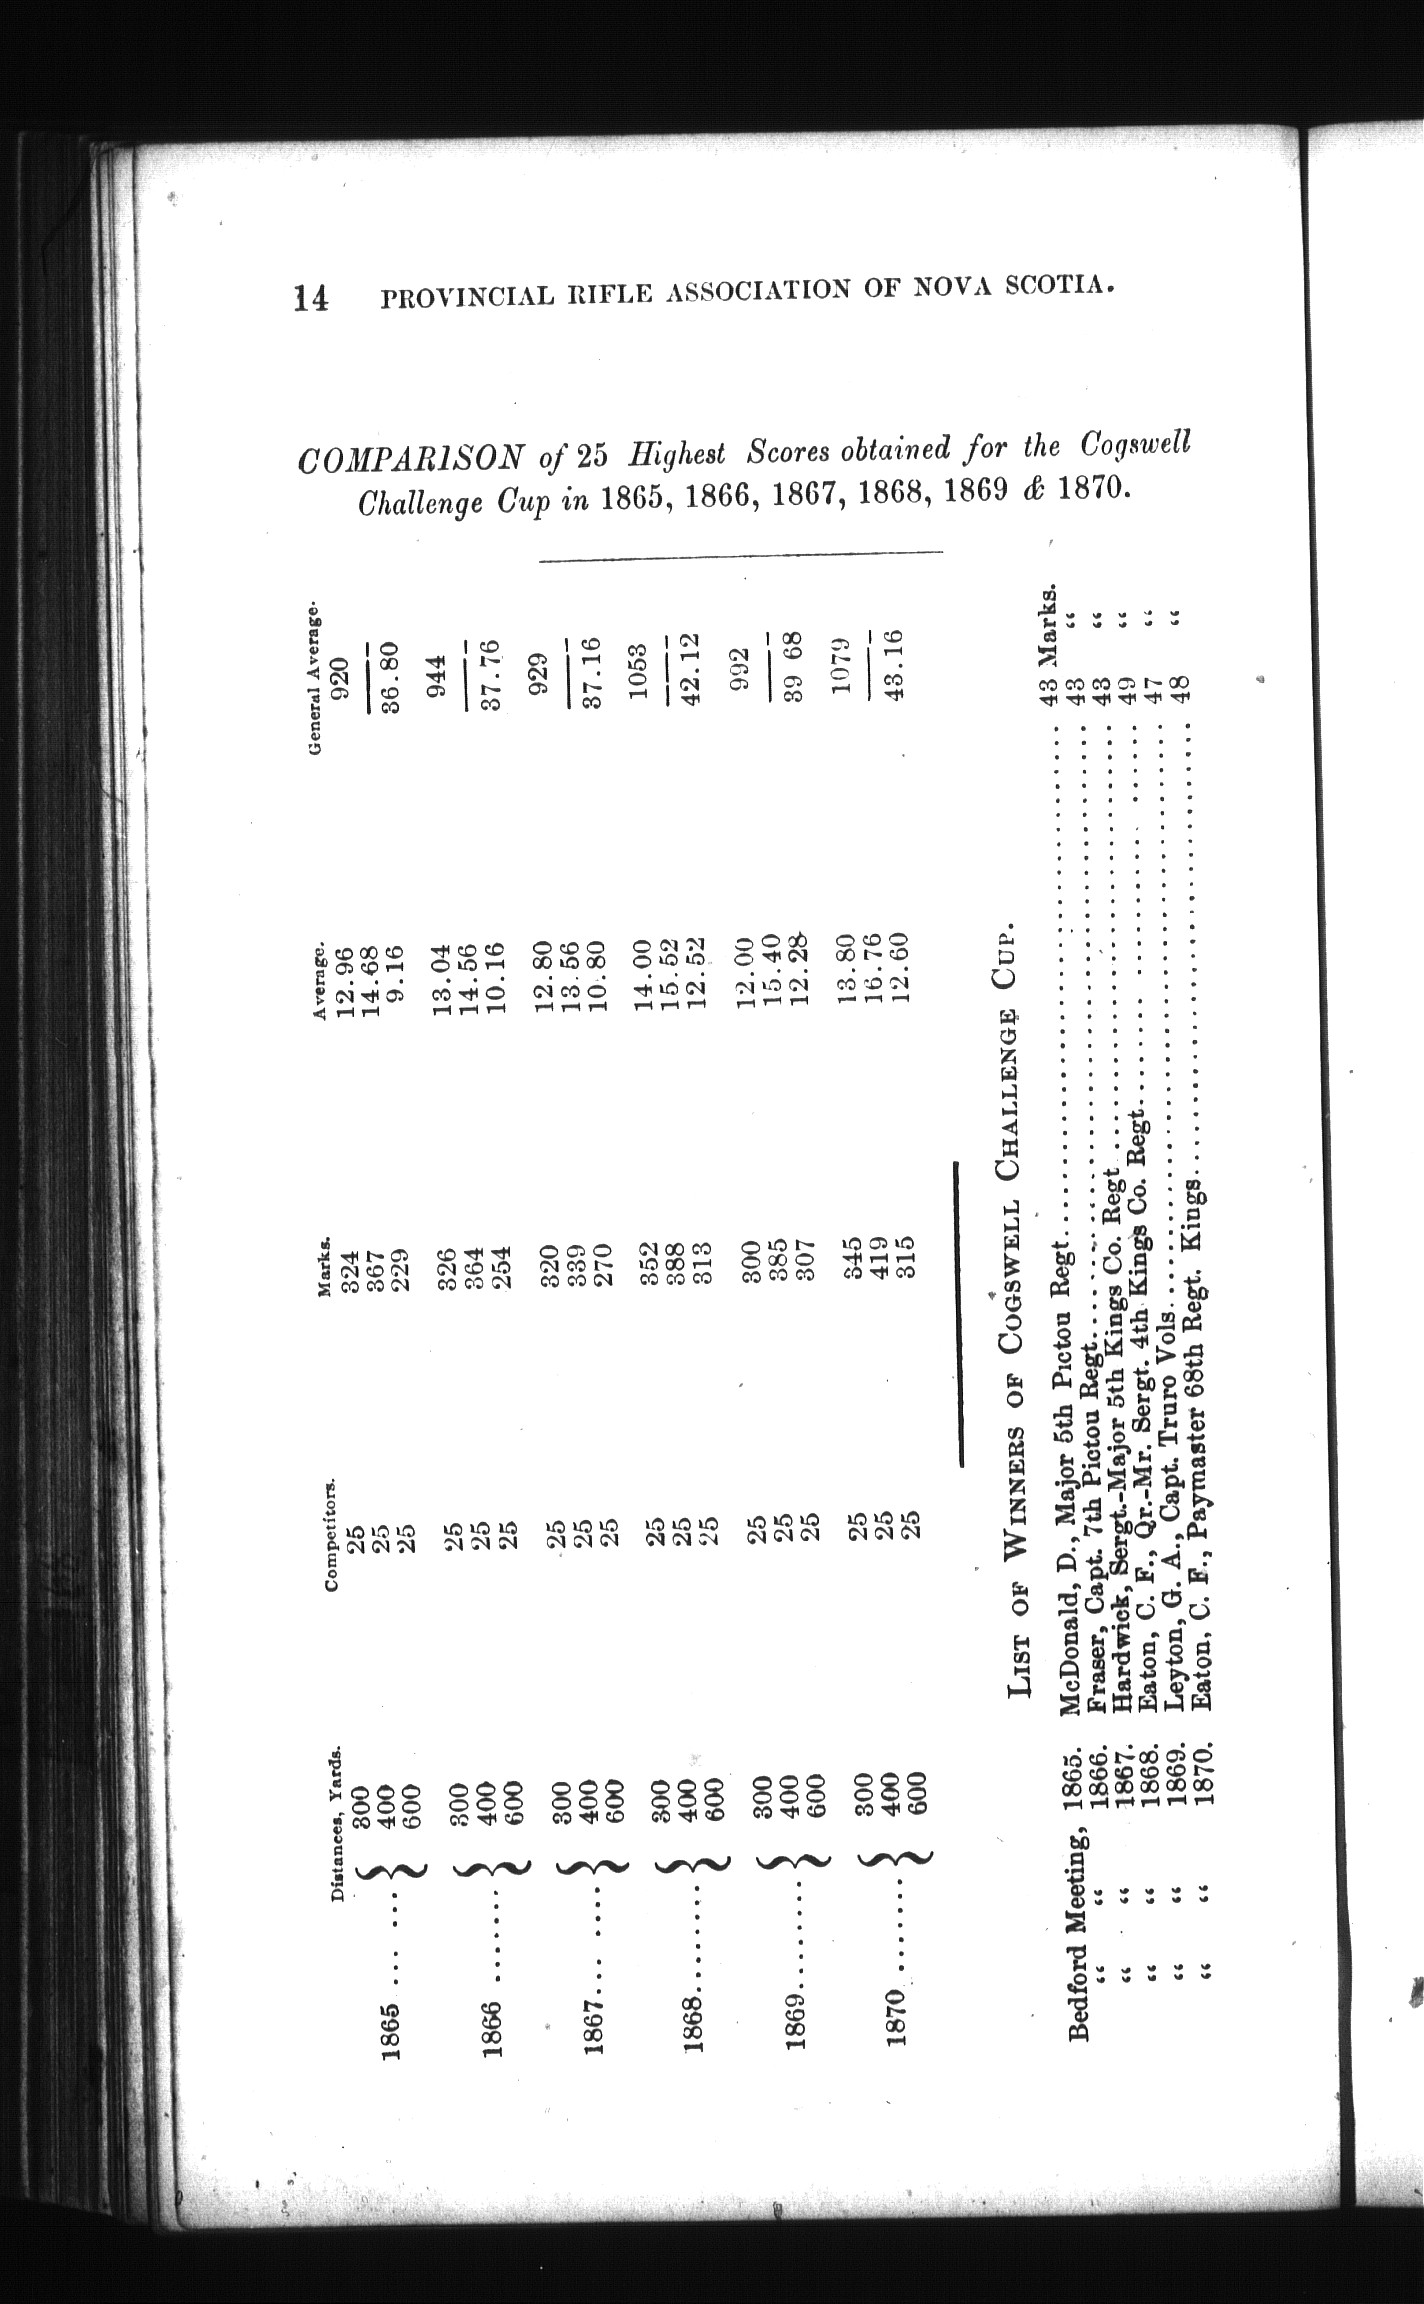 14 PROVINCIAL RIFLE ASSOCIATION OF NOVA SCOTIA.
COMPARISON of 25 Highest Scores obtained for the Cogswell
Challenge Cup in 1865, 1866, 1867, 1868, 1869 & 1870.
Distances, Yards. Competitors. Marks. Average. General Average.
300 25 324 12.96 920
1865 ... ... { 400 25 367 14.68 ——
600 25 229 9.16 36.80
300 25 326 13.04 944
1866 ....... { 400 25 364 14.56 ——
600 25 254 10.16 37.76
300 25 320 12.80 929
1867... .... { 400 25 339 13.56 ——
600 25 270 10.80 37.16
300 25 352 14.00 1053
1868......... { 400 25 388 15.52 ——
600 25 313 12.52 42.12
300 25 300 12.00 992
1869......... { 400 25 385 15.40 ——
600 25 307 12.28 39 68
300 25 345 13.80 1079
1870 ....... { 400 25 419 16.76 ——
600 25 315 12.60 43.16
LIST OF WINNERS OF COGSWELL CHALLENGE CUP.
Bedford Meeting, 1865. McDonald, D., Major 5th Pictou Regt........ 43 Marks.
“ “ 1866. Fraser, Capt. 7th Pictou Regt........ 43 “
“ “ 1867. Hardwick, Sergt.-Major 5th Kings Co. Regt ........ 43 “
“ “ 1868. Eaton, C. F., Qr.-Mr. Sergt. 4th Kings Co. Regt........ 49 “
“ “ 1869. Leyton, G. A., Capt. Truro Vols........ 47 “
“ “ 1870. Eaton, C. F., Paymaster 68th Regt. Kings........ 48 “